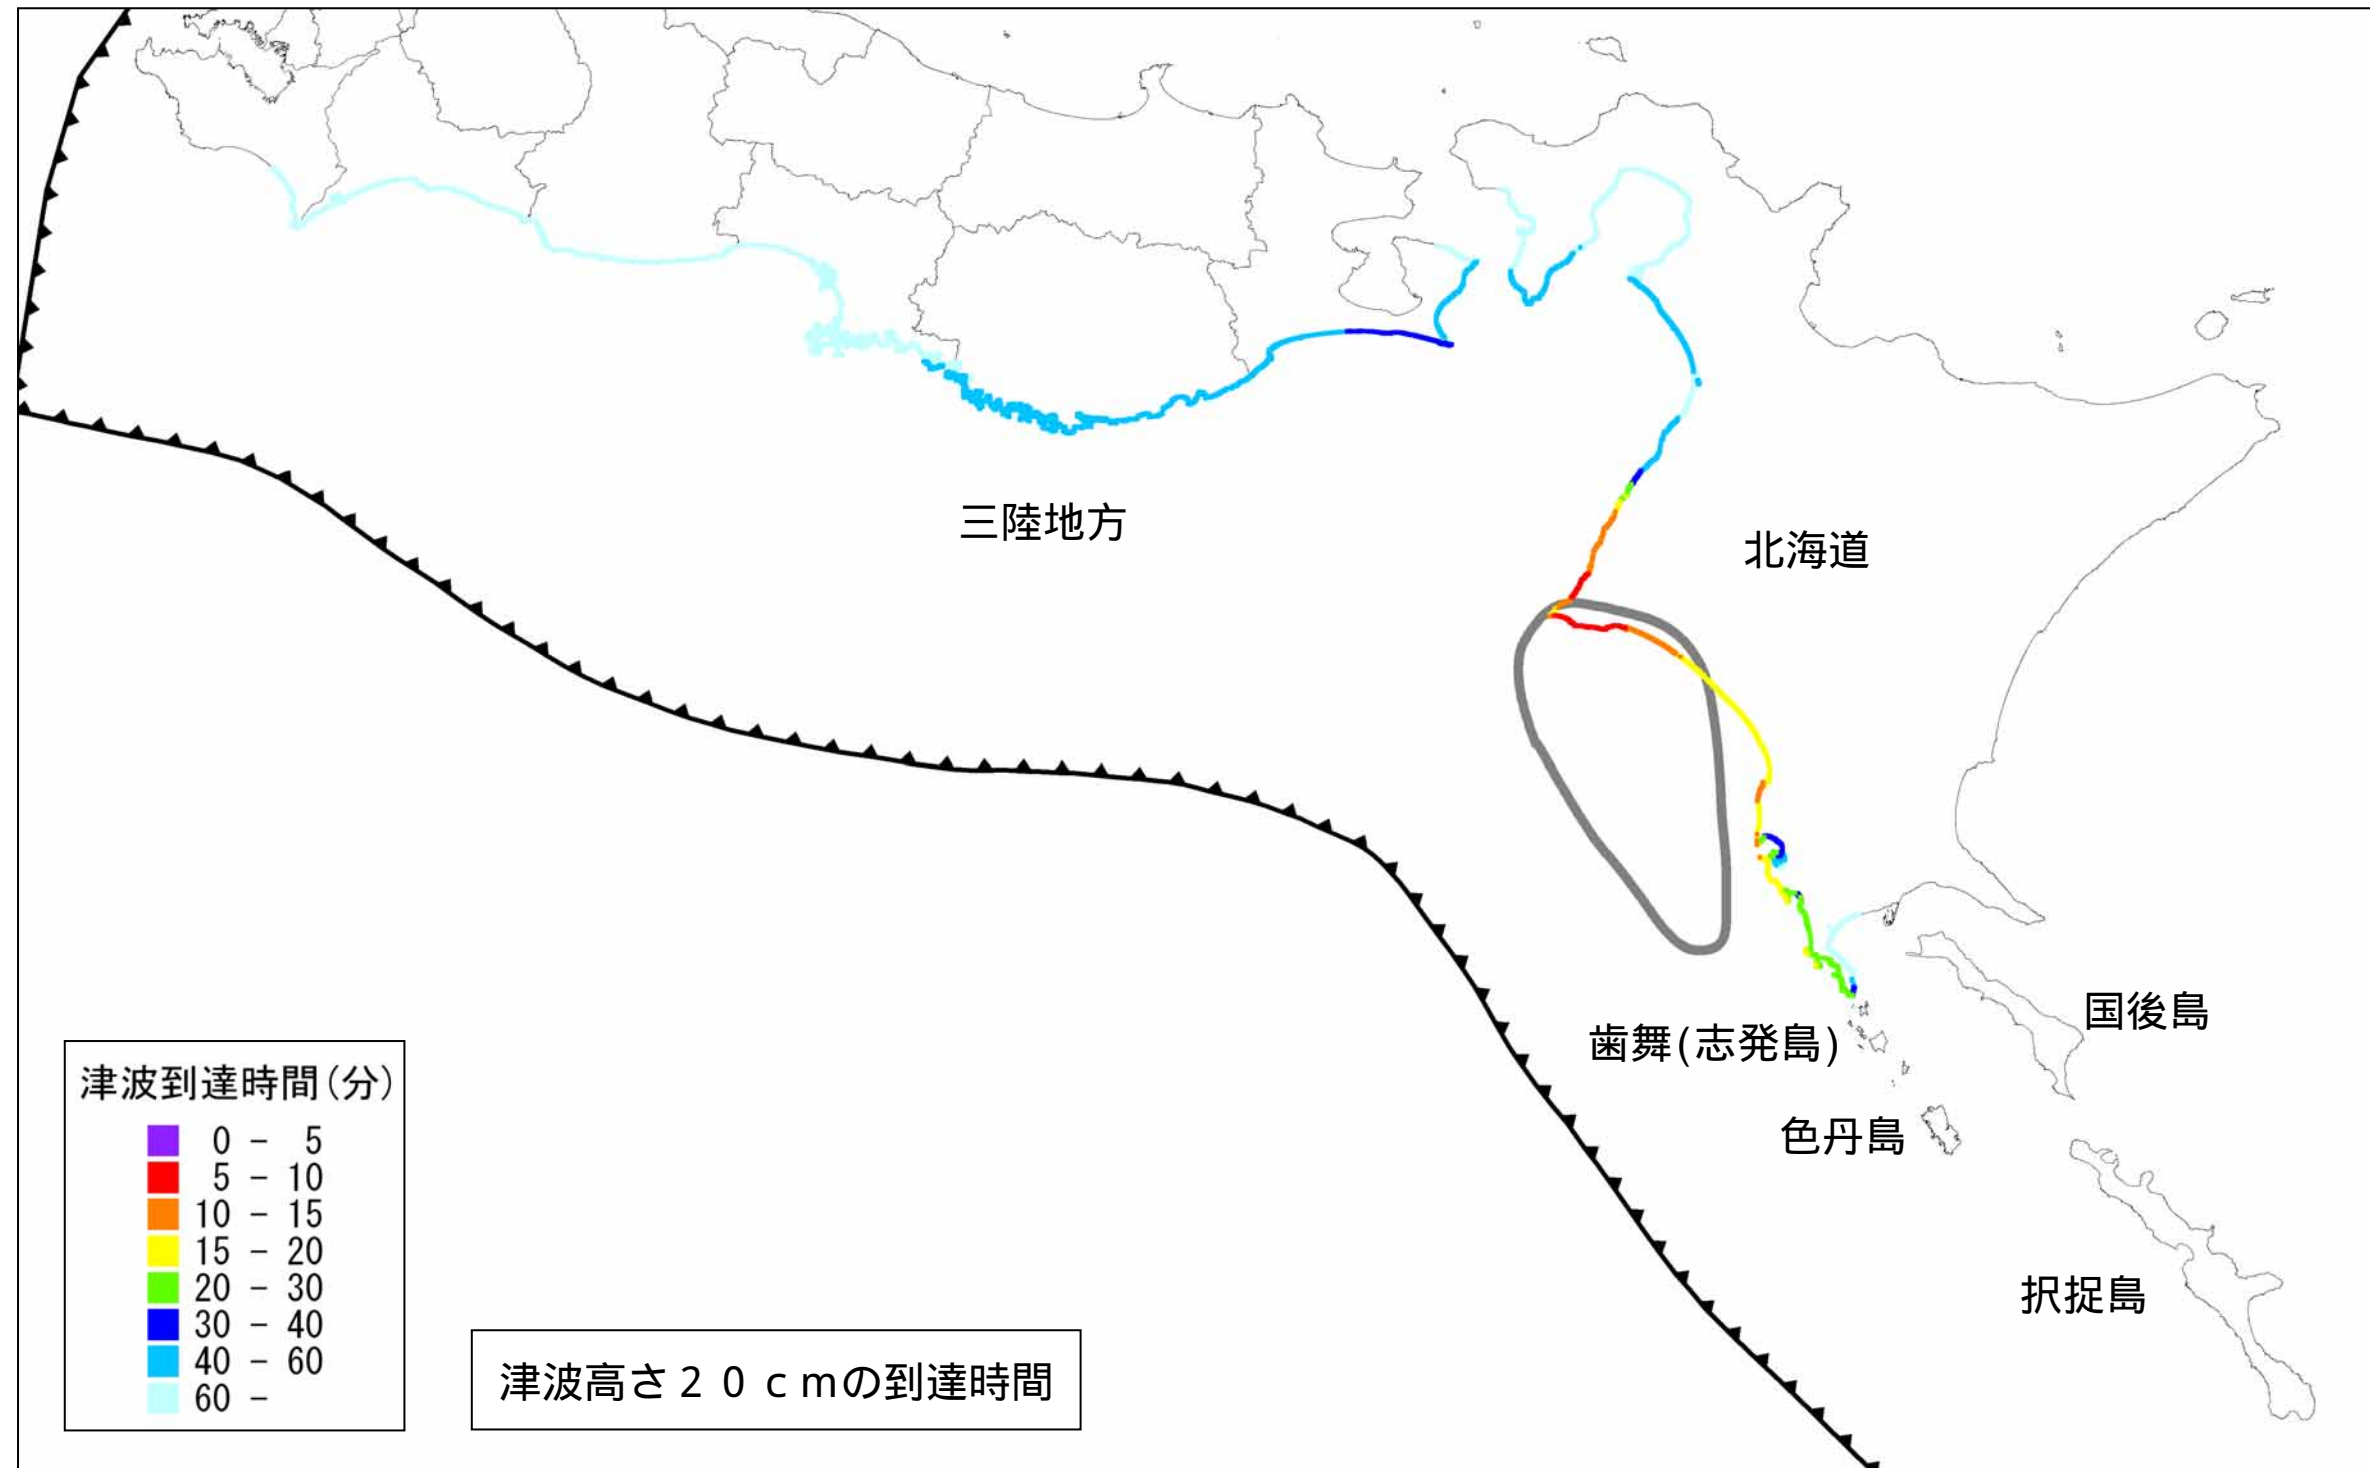 三陸地方
北海道
国後島
歯舞(志発島)
色丹島
択捉島
津波到達時間(分)
0 - 5
5 - 10
10 - 15
15 - 20
20 - 30
30 - 40
40 - 60
60 -
津波高さ２０ｃｍの到達時間